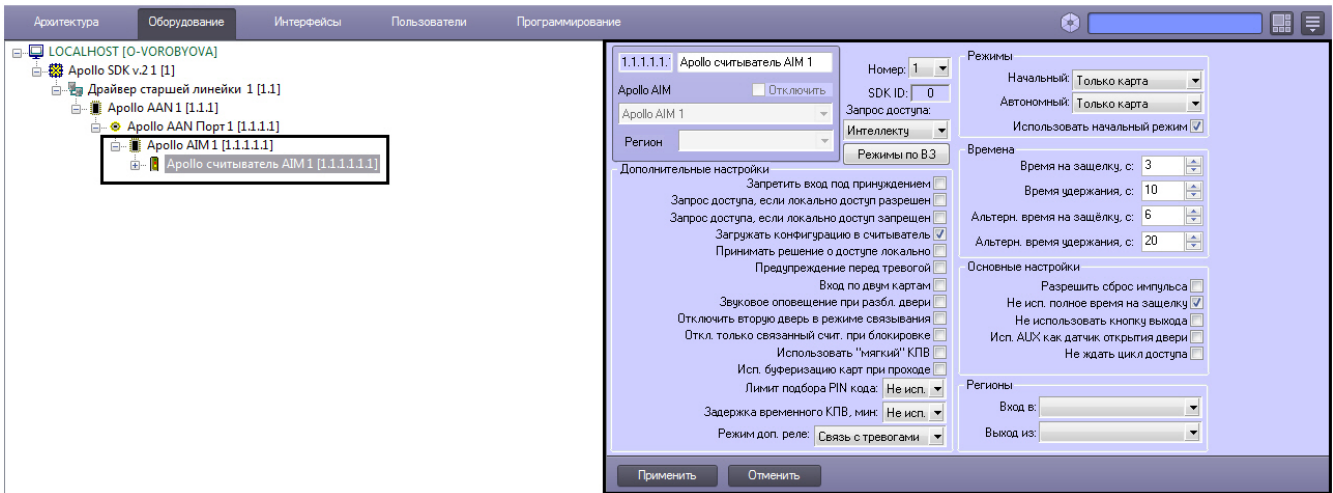 Архитектура Оборудование Интерфейсы Пользователи Программирование
LOCALHOST [O-VOROBYOVA]
Apollo SDK v.2 1 [1]
Драйвер старшей линейки 1 [1.1]
Apollo AAN 1 [1.1.1]
Apollo AAN Порт 1 [1.1.1.1]
Apollo AIM 1 [1.1.1.1.1]
Apollo считыватель AIM 1 [1.1.1.1.1.1]
1.1.1.1.1. Apollo считыватель AIM 1
Номер: 1
Apollo AIM Отключить
SDK ID: 0
Apollo AIM 1
Запрос доступа:
Интеллекту
Регион
Режимы по ВЗ
Дополнительные настройки
Запретить вход под принуждением
Запрос доступа, если локально доступ разрешен
Запрос доступа, если локально доступ запрещен
Загружать конфигурацию в считыватель
Принимать решение о доступе локально
Предупреждение перед тревогой
Вход по двум картам
Звуковое оповещение при разбл. двери
Отключить вторую дверь в режиме связывания
Откл. только связанный счит. при блокировке
Использовать "мягкий" КПВ
Исп. буферизацию карт при проходе
Лимит подбора PIN кода: Не исп.
Задержка временного КПВ, мин: Не исп.
Режим доп. реле: Связь с тревогами
Режимы
Начальный: Только карта
Автономный: Только карта
Использовать начальный режим
Времена
Время на защелку, с: 3
Время удержания, с: 10
Альтерн. время на защёлку, с: 6
Альтерн. время удержания, с: 20
Основные настройки
Разрешить сброс импульса
Не исп. полное время на защелку
Не использовать кнопку выхода
Исп. AUX как датчик открытия двери
Не ждать цикл доступа
Регионы
Вход в:
Выход из:
Применить Отменить